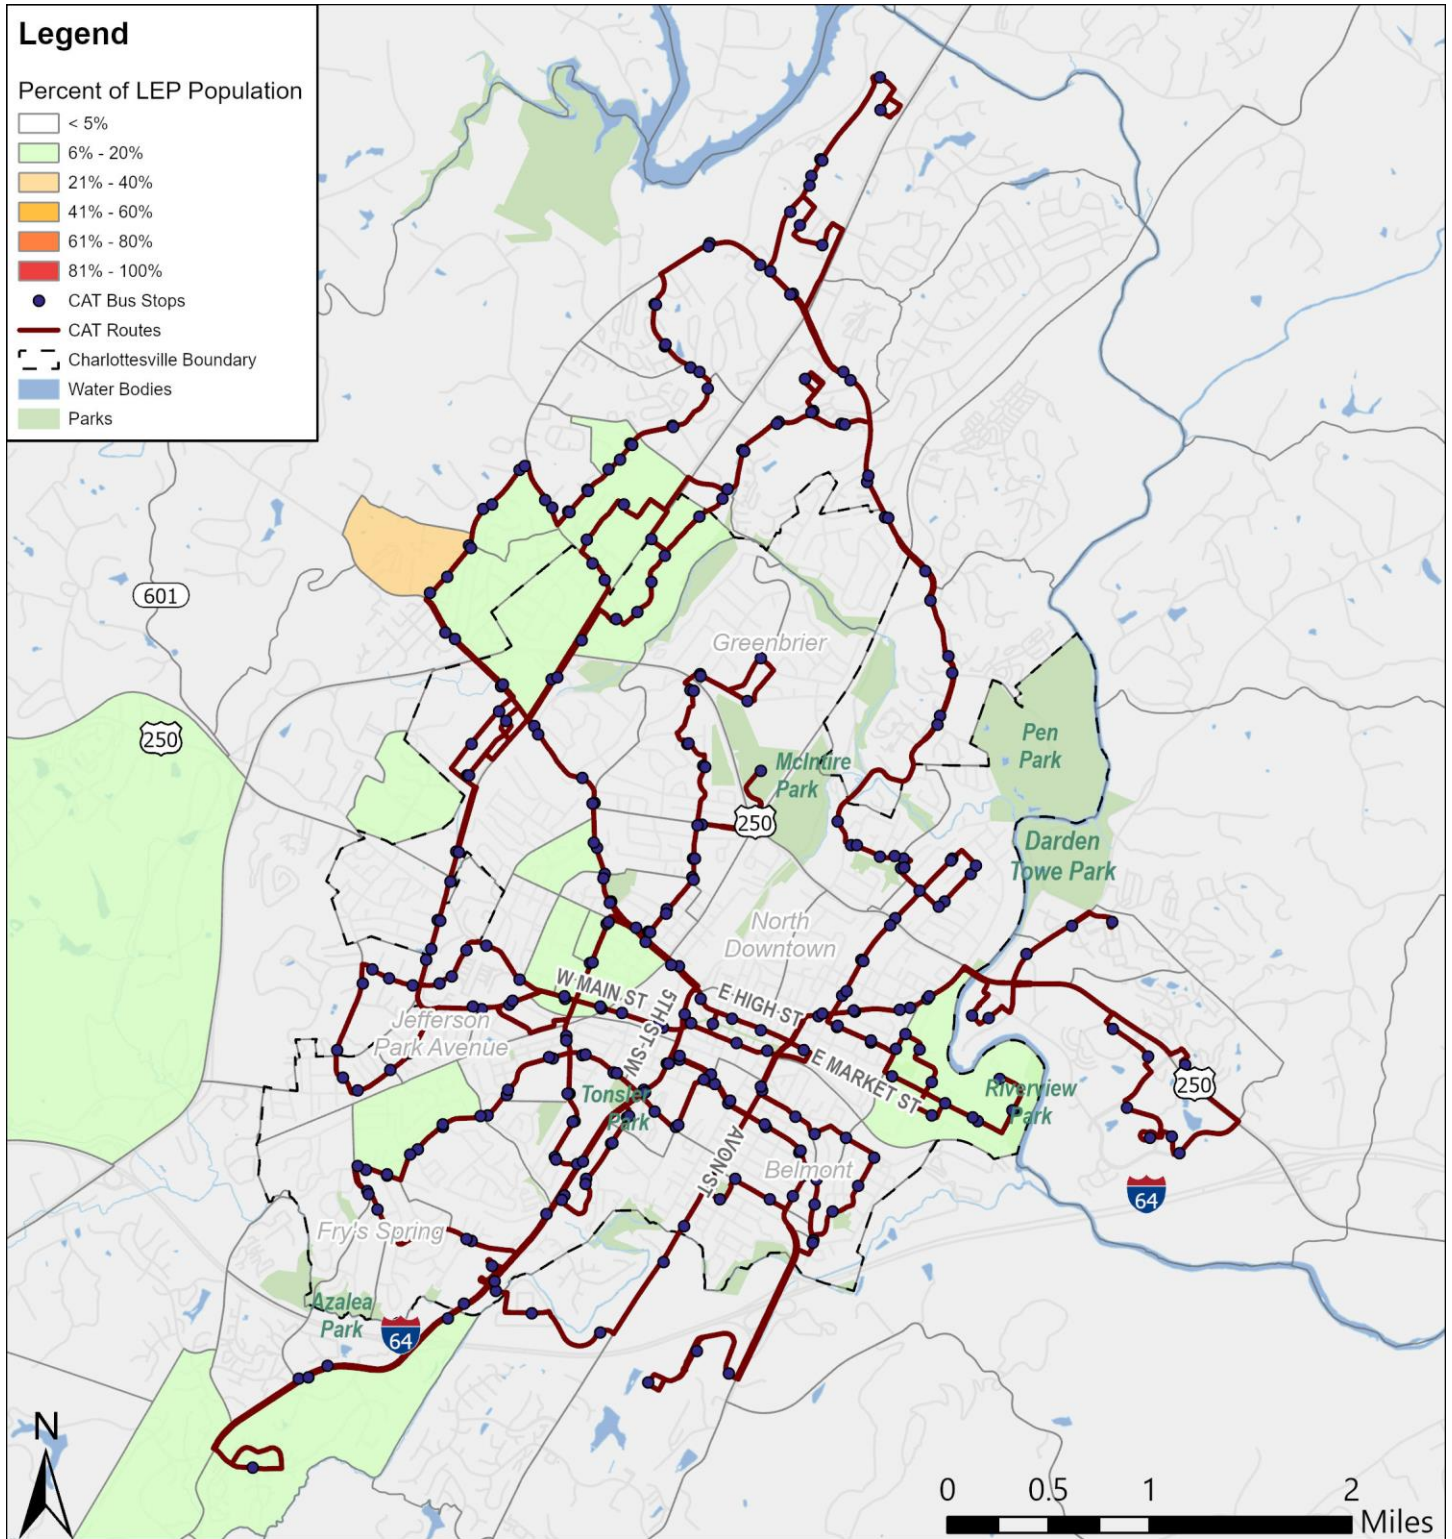 Legend
Percent of LEP Population
< 5%
6% - 20%
21% - 40%
41% - 60%
61% - 80%
81% - 100%
CAT Bus Stops
CAT Routes
Charlottesville Boundary
Water Bodies
Parks
601
Greenbrier
250
Pen
Park
McIntire
Park
250
Darden
Towe Park
North
Downtown
W MAIN ST
5TH ST SW
E HIGH ST
Jefferson
Park Avenue
E MARKET ST
Tonsler
Park
Riverview
Park
250
AVON ST
Belmont
64
Fry's Spring
Azalea
Park
64
N
0 0.5 1 2
Miles